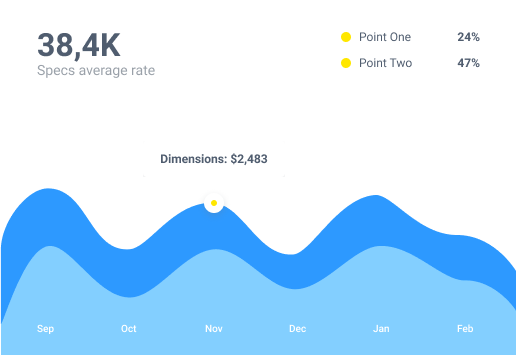 38,4K
Specs average rate
Point One 24%
Point Two 47%
Dimensions: $2,483
Sep Oct Nov Dec Jan Feb